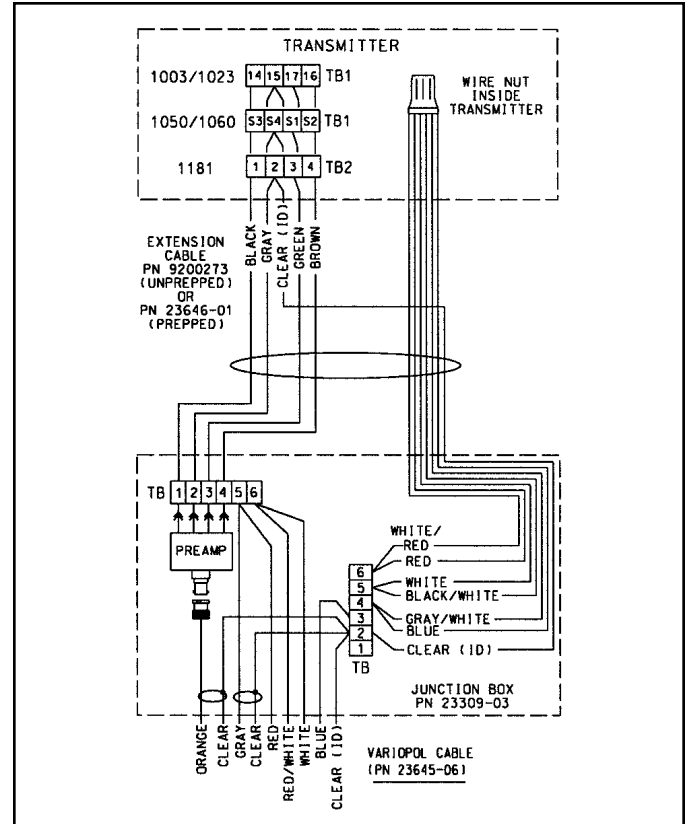 TRANSMITTER
1003/1023 14 15 17 16 TB1
1050/1060 S3 S4 S1 S2 TB1
1181 1 2 3 4 TB2
WIRE NUT
INSIDE
TRANSMITTER
EXTENSION
CABLE
PN 9200273
(UNPREPPED)
OR
PN 23646-01
(PREPPED)
BLACK
GRAY
CLEAR (ID)
GREEN
BROWN
TB 1 2 3 4 5 6
PREAMP
WHITE/
RED
RED
WHITE
BLACK/WHITE
GRAY/WHITE
BLUE
CLEAR (ID)
6
5
4
3
2
1
TB
JUNCTION BOX
PN 23309-03
ORANGE
CLEAR
GRAY
CLEAR
RED
RED/WHITE
WHITE
BLUE
CLEAR (ID)
VARIOPOL CABLE
(PN 23645-06)